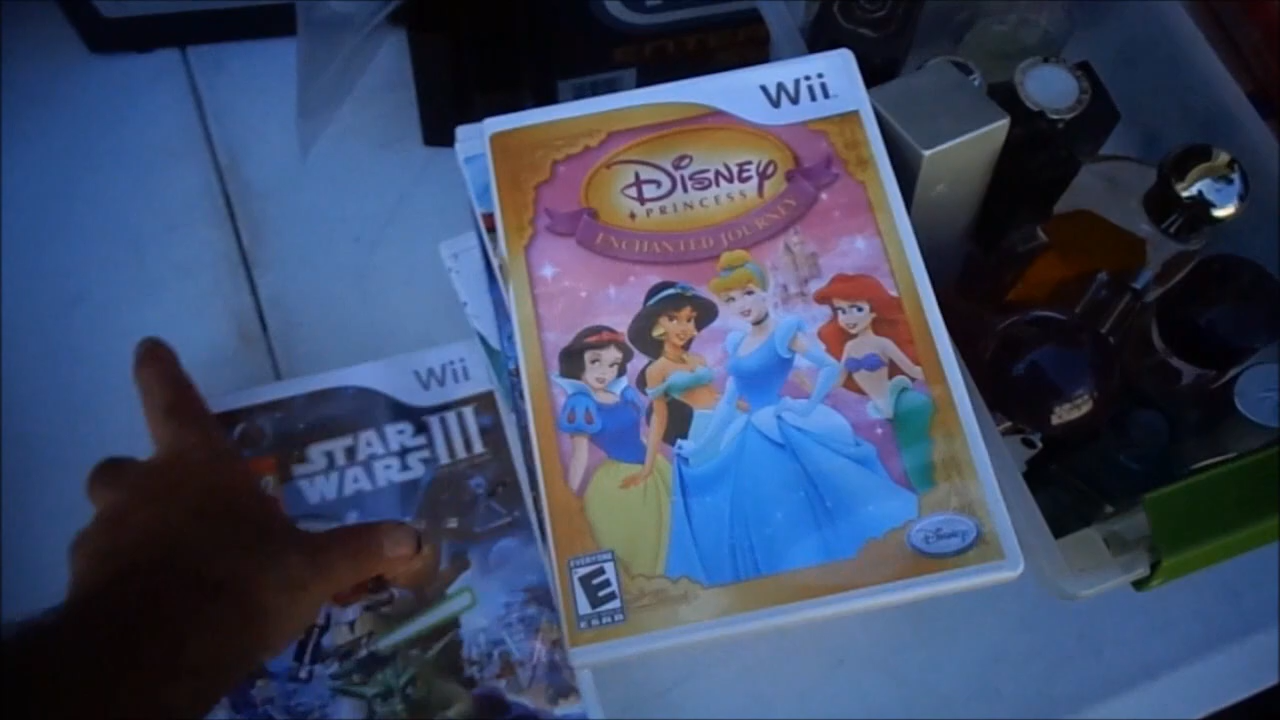 Wii
Disney
PRINCESS
ENCHANTED JOURNEY
Wii
STAR
WARS III
EVERYONE
E
ESRB
Disney